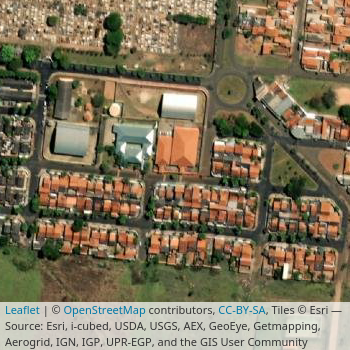 Leaflet | © OpenStreetMap contributors, CC-BY-SA, Tiles © Esri —
Source: Esri, i-cubed, USDA, USGS, AEX, GeoEye, Getmapping,
Aerogrid, IGN, IGP, UPR-EGP, and the GIS User Community